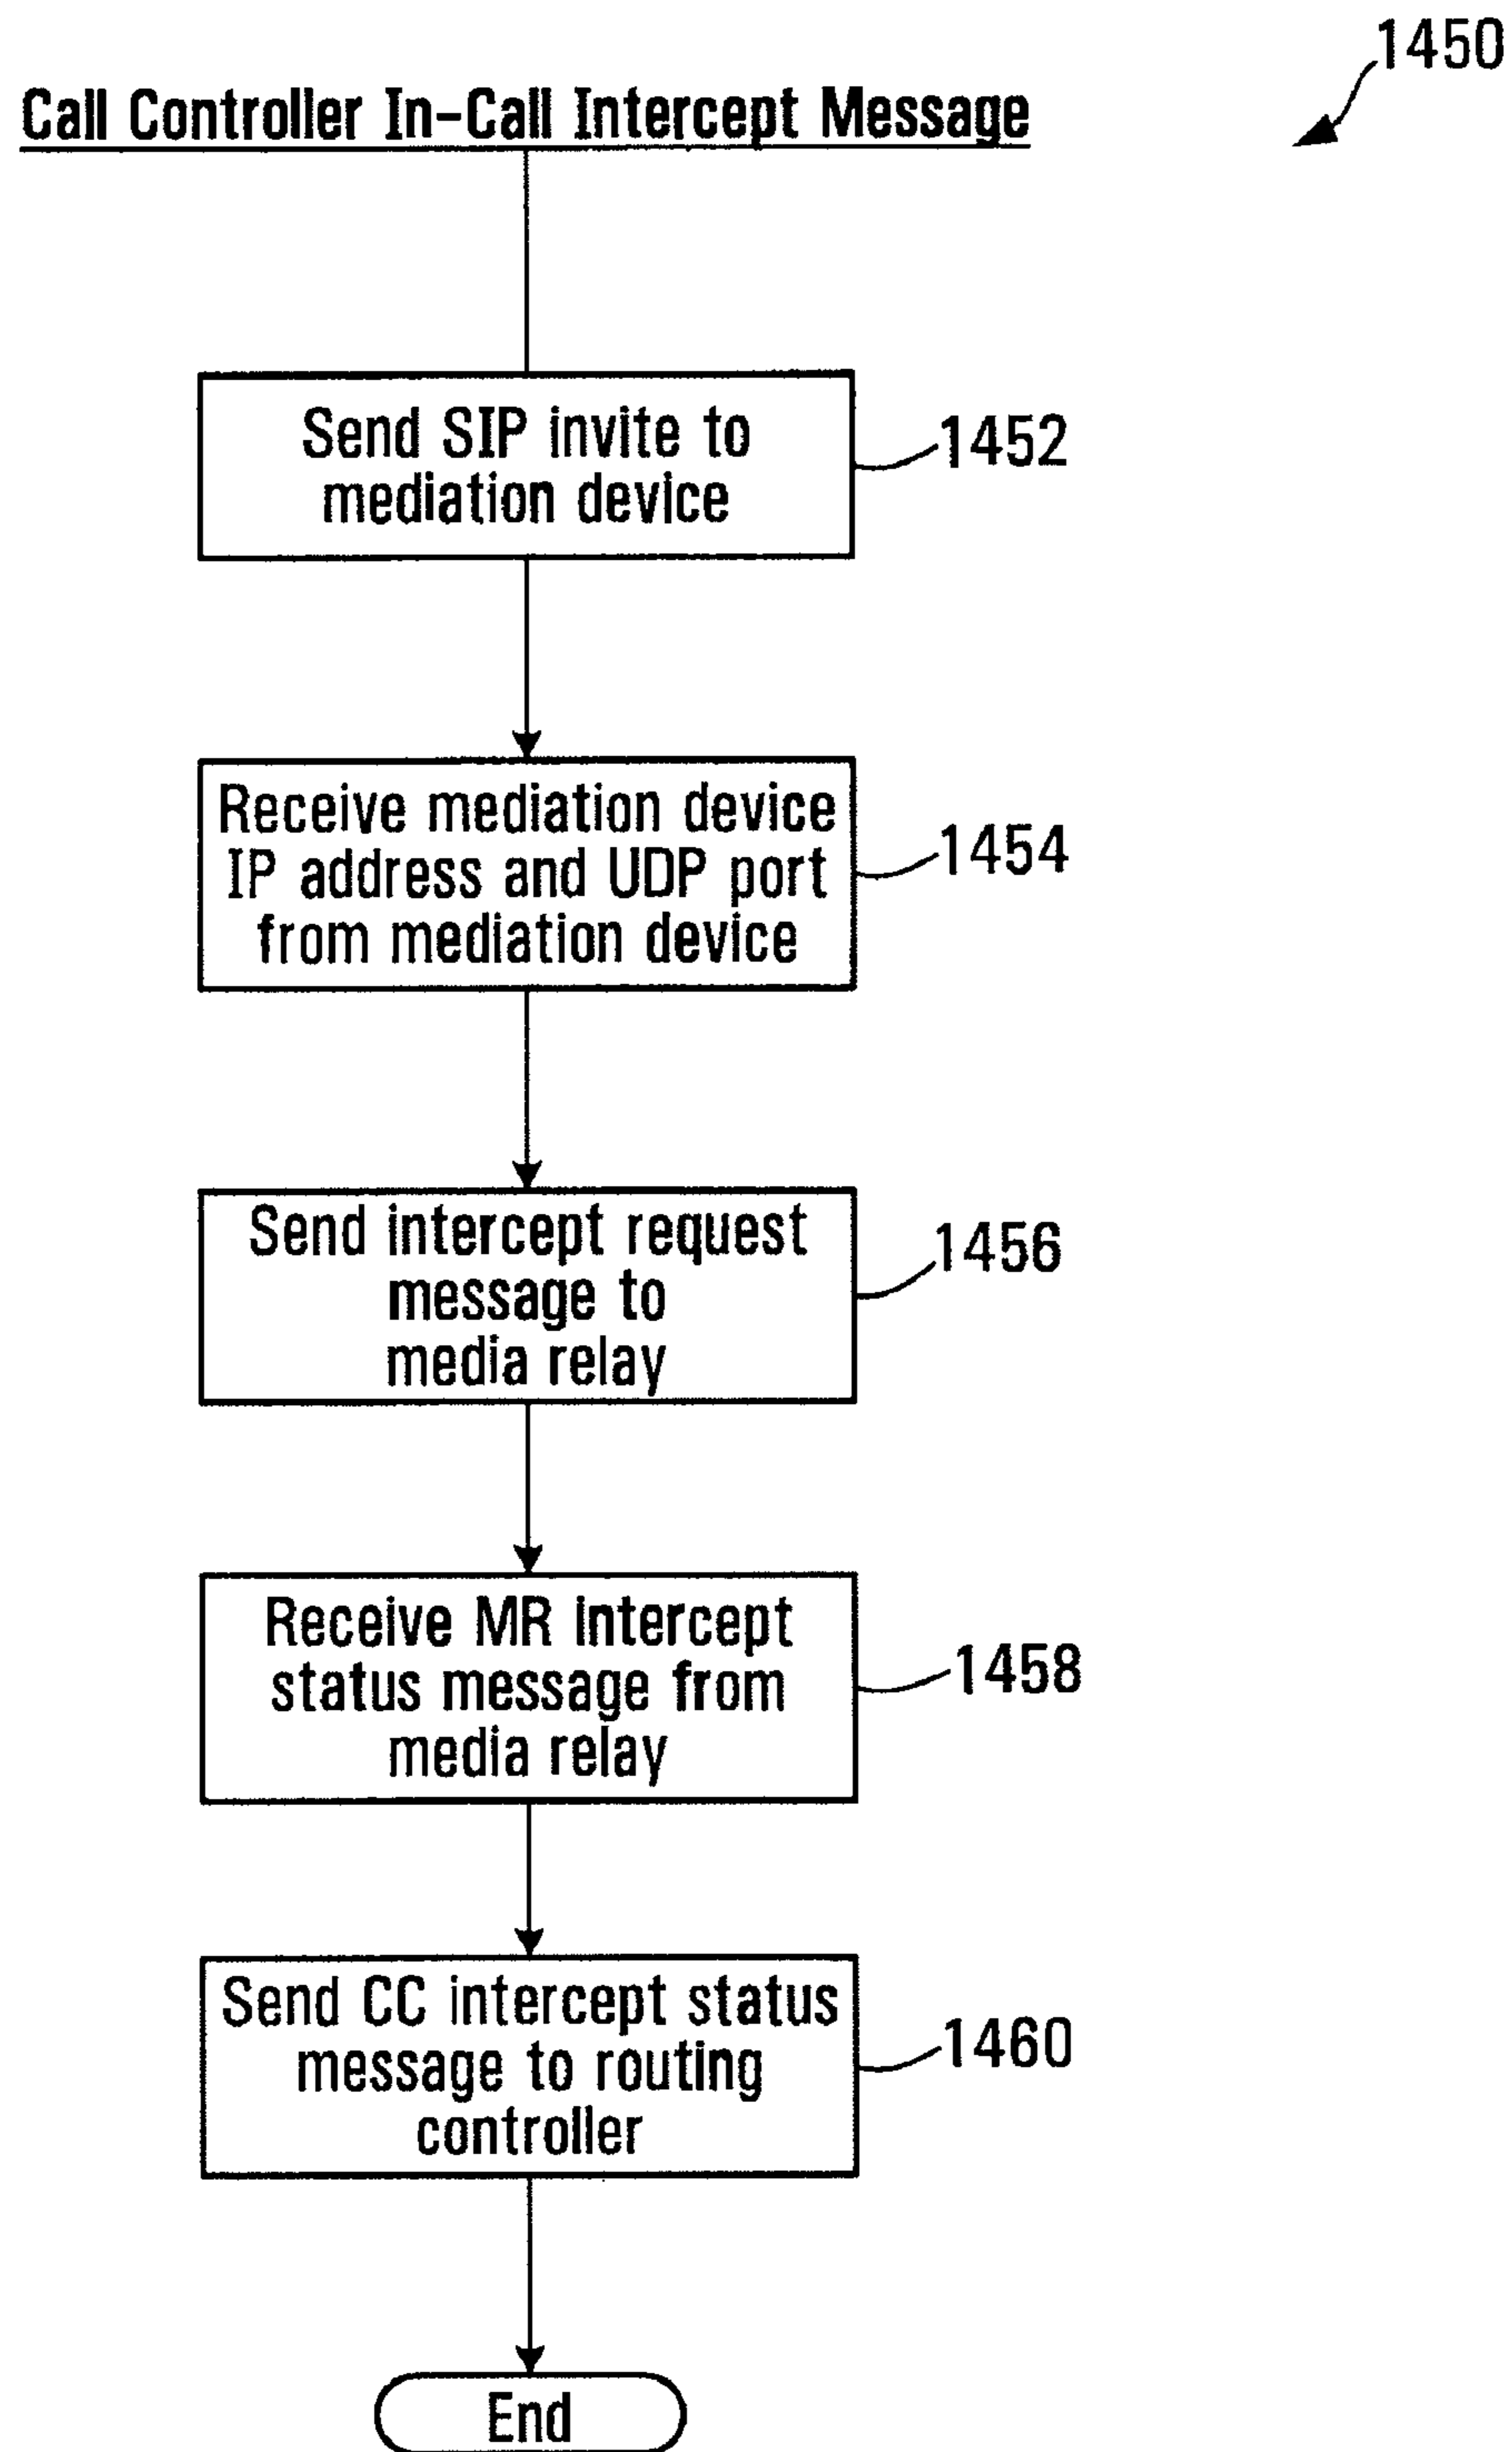 1450
Call Controller In-Call Intercept Message
Send SIP invite to
mediation device
1452
Receive mediation device
IP address and UDP port
from mediation device
1454
Send intercept request
message to
media relay
1456
Receive MR intercept
status message from
media relay
1458
Send CC intercept status
message to routing
controller
1460
End